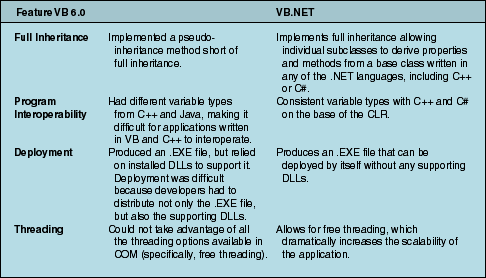 Feature VB 6.0 VB.NET
Full Inheritance
Implemented a pseudo-
inheritance method short of
full inheritance.
Implements full inheritance allowing
individual subclasses to derive properties
and methods from a base class written in
any of the .NET languages, including C++
or C#.
Program
Interoperability
Had different variable types
from C++ and Java, making it
difficult for applications written
in VB and C++ to interoperate.
Consistent variable types with C++ and C#
on the base of the CLR.
Deployment
Produced an .EXE file, but relied
on installed DLLs to support it.
Deployment was difficult
because developers had to
distribute not only the .EXE file,
but also the supporting DLLs.
Produces an .EXE file that can be
deployed by itself without any supporting
DLLs.
Threading
Could not take advantage of all
the threading options available in
COM (specifically, free threading).
Allows for free threading, which
dramatically increases the scalability of
the application.